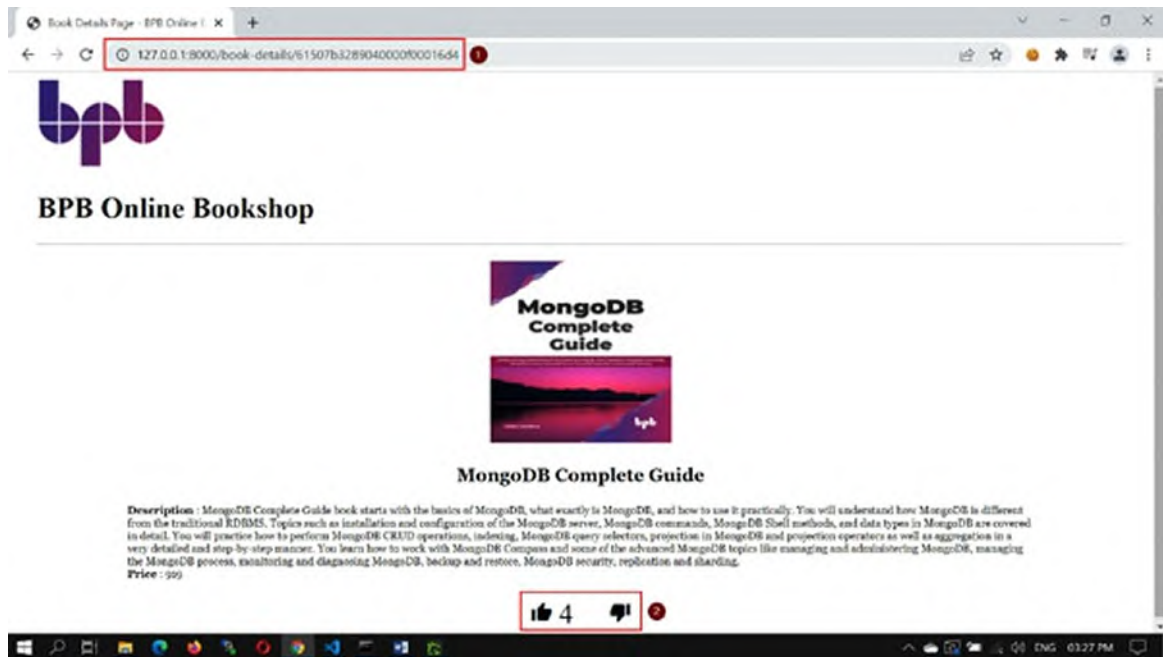 Book Details Page - BPB Online
127.0.0.1:8000/book-details/61507b3289040000f00016d4 1
bpb
BPB Online Bookshop
MongoDB
Complete
Guide
bpb
MongoDB Complete Guide
Description : MongoDB Complete Guide book starts with the basics of MongoDB, what exactly is MongoDB, and how to use it practically. You will understand how MongoDB is different
from the traditional RDBMS. Topics such as installation and configuration of the MongoDB server, MongoDB commands, MongoDB Shell methods, and data types in MongoDB are covered
in detail. You will practice how to perform MongoDB CRUD operations, indexing, MongoDB query selectors, projection in MongoDB and projection operators as well as aggregation in a
very detailed and step-by-step manner. You learn how to work with MongoDB Compass and some of the advanced MongoDB topics like managing and administering MongoDB, managing
the MongoDB process, monitoring and diagnosing MongoDB, backup and restore, MongoDB security, replication and sharding.
Price : 929
4 2
ENG 03:27 PM